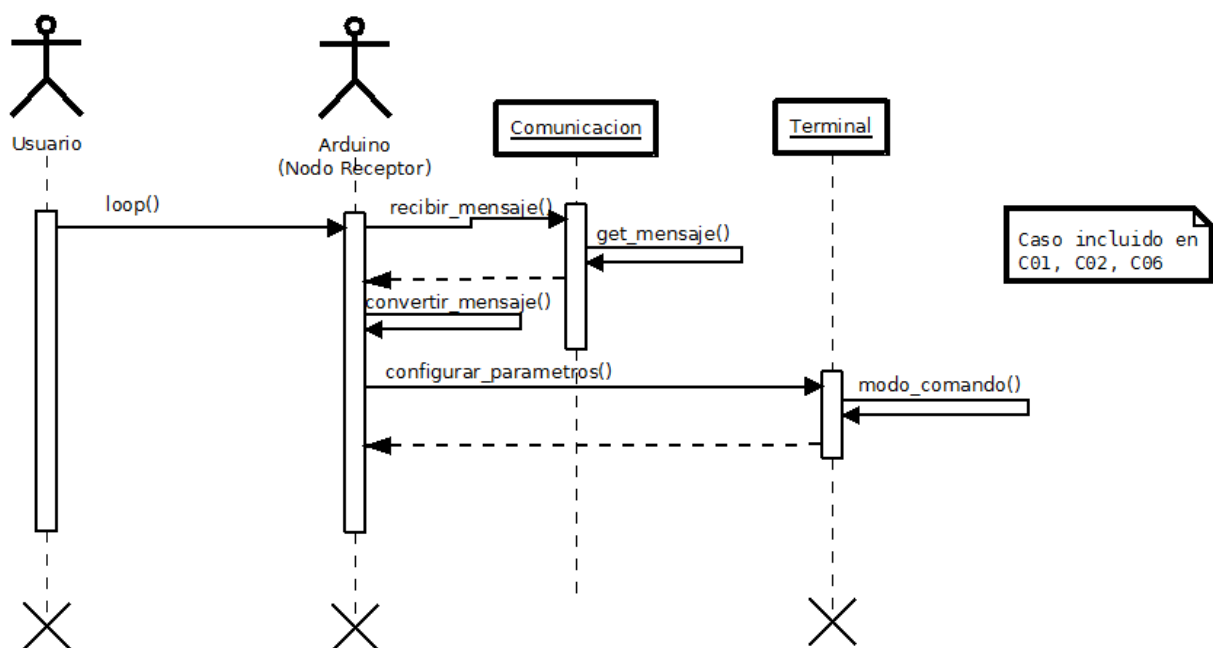 Usuario
Arduino
(Nodo Receptor)
Comunicacion
Terminal
loop()
recibir_mensaje()
get_mensaje()
convertir_mensaje()
configurar_parametros()
modo_comando()
Caso incluido en
C01, C02, C06